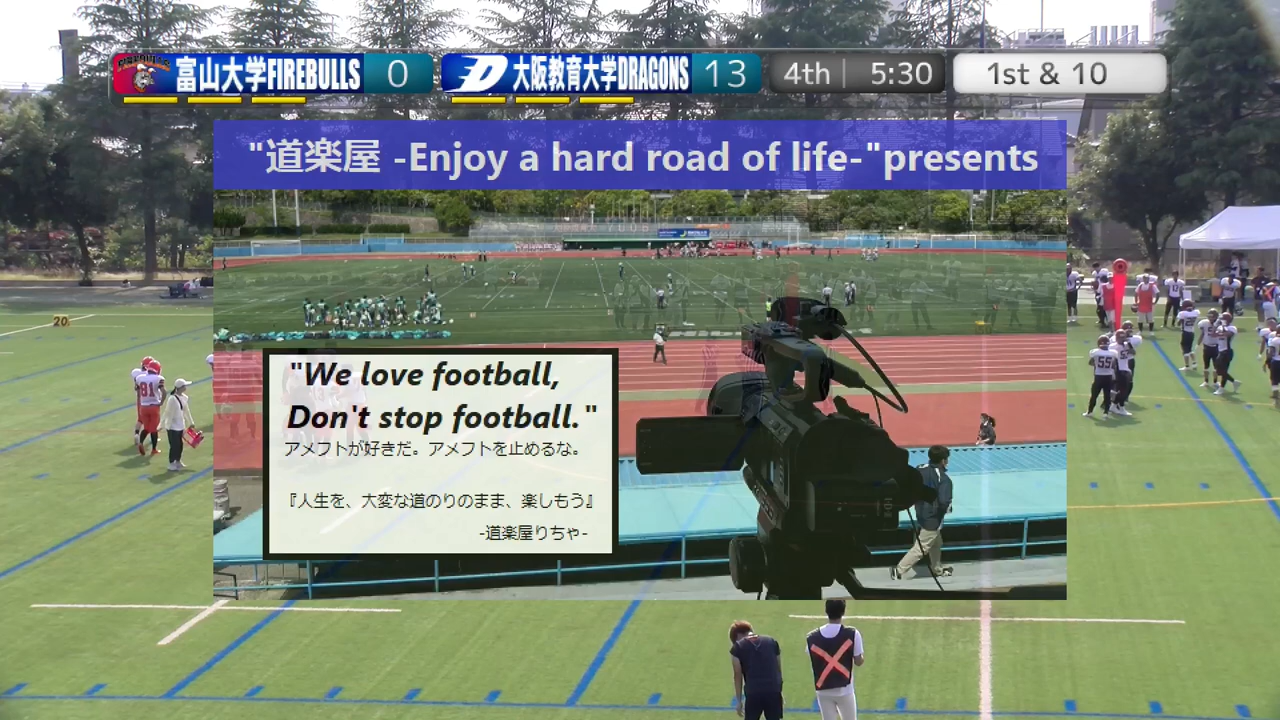 富山大学FIREBULLS 0 D 大阪教育大学DRAGONS 13 4th 5:30 1st & 10
"道楽屋 -Enjoy a hard road of life-"presents
20
"We love football,
Don't stop football."
アメフトが好きだ。アメフトを止めるな。
『人生を、大変な道のりのまま、楽しもう』
-道楽屋りちゃ-
81
55